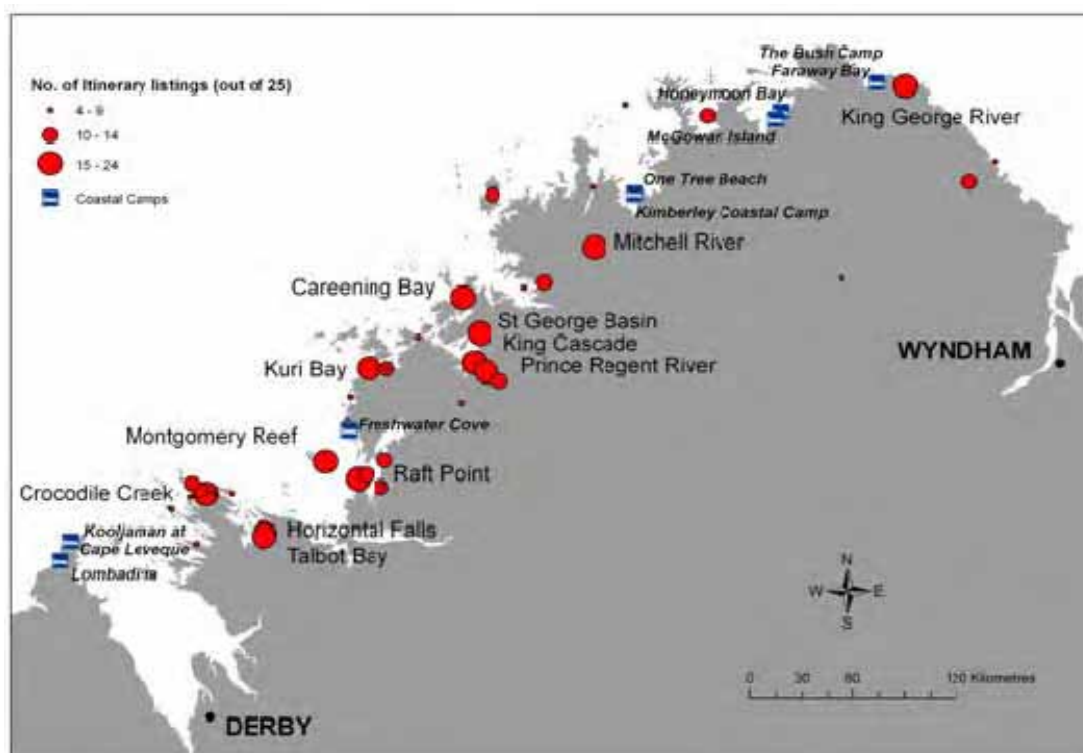 No. of Itinerary listings (out of 25)
4 - 9
10 - 14
15 - 24
Coastal Camps
The Bush Camp
Faraway Bay
Honeymoon Bay
King George River
McGowar Island
One Tree Beach
Kimberley Coastal Camp
Mitchell River
Careening Bay
St George Basin
King Cascade
Prince Regent River
WYNDHAM
Kuri Bay
Freshwater Cove
Montgomery Reef
Raft Point
Crocodile Creek
Kooljaman at
Cape Leveque
Horizontal Falls
Talbot Bay
N
W E
S
0 30 60 120 Kilometres
DERBY